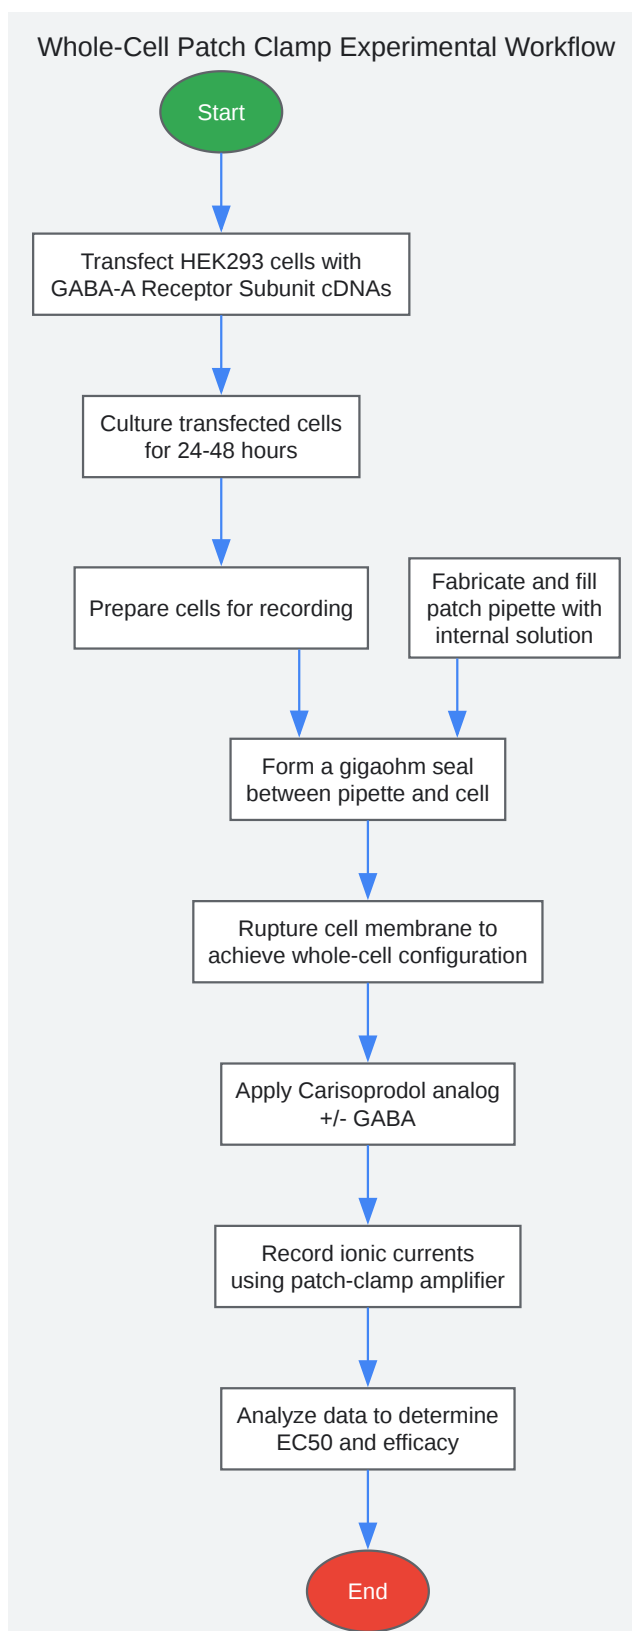 Whole-Cell Patch Clamp Experimental Workflow
Start
Transfect HEK293 cells with
GABA-A Receptor Subunit cDNAs
Culture transfected cells
for 24-48 hours
Prepare cells for recording
Fabricate and fill
patch pipette with
internal solution
Form a gigaohm seal
between pipette and cell
Rupture cell membrane to
achieve whole-cell configuration
Apply Carisoprodol analog
+/- GABA
Record ionic currents
using patch-clamp amplifier
Analyze data to determine
EC50 and efficacy
End